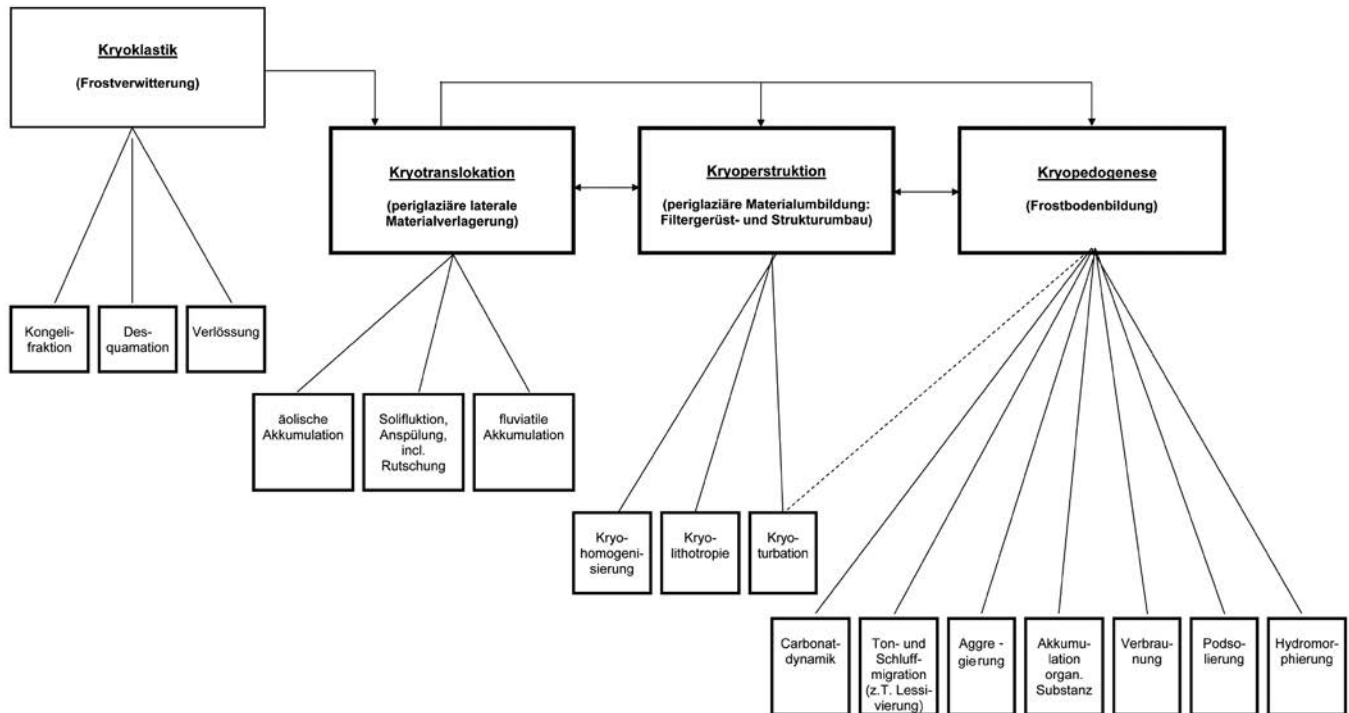 Kryoklastik
(Frostverwitterung)
Kryotranslokation
(periglaziäre laterale
Materialverlagerung)
Kryoperstruktion
(periglaziäre Materialumbildung:
Filtergerüst- und Strukturumbau)
Kryopedogenese
(Frostbodenbildung)
Kongeli-
fraktion
Des-
quamation
Verlössung
äolische
Akkumulation
Solifluktion,
Anspülung,
incl.
Rutschung
fluviatile
Akkumulation
Kryo-
homogeni-
sierung
Kryo-
lithotropie
Kryo-
turbation
Carbonat-
dynamik
Ton- und
Schluff-
migration
(z.T. Lessi-
vierung)
Aggre -
gierung
Akkumu-
lation
organ.
Substanz
Verbrau-
nung
Podso-
lierung
Hydromor-
phierung